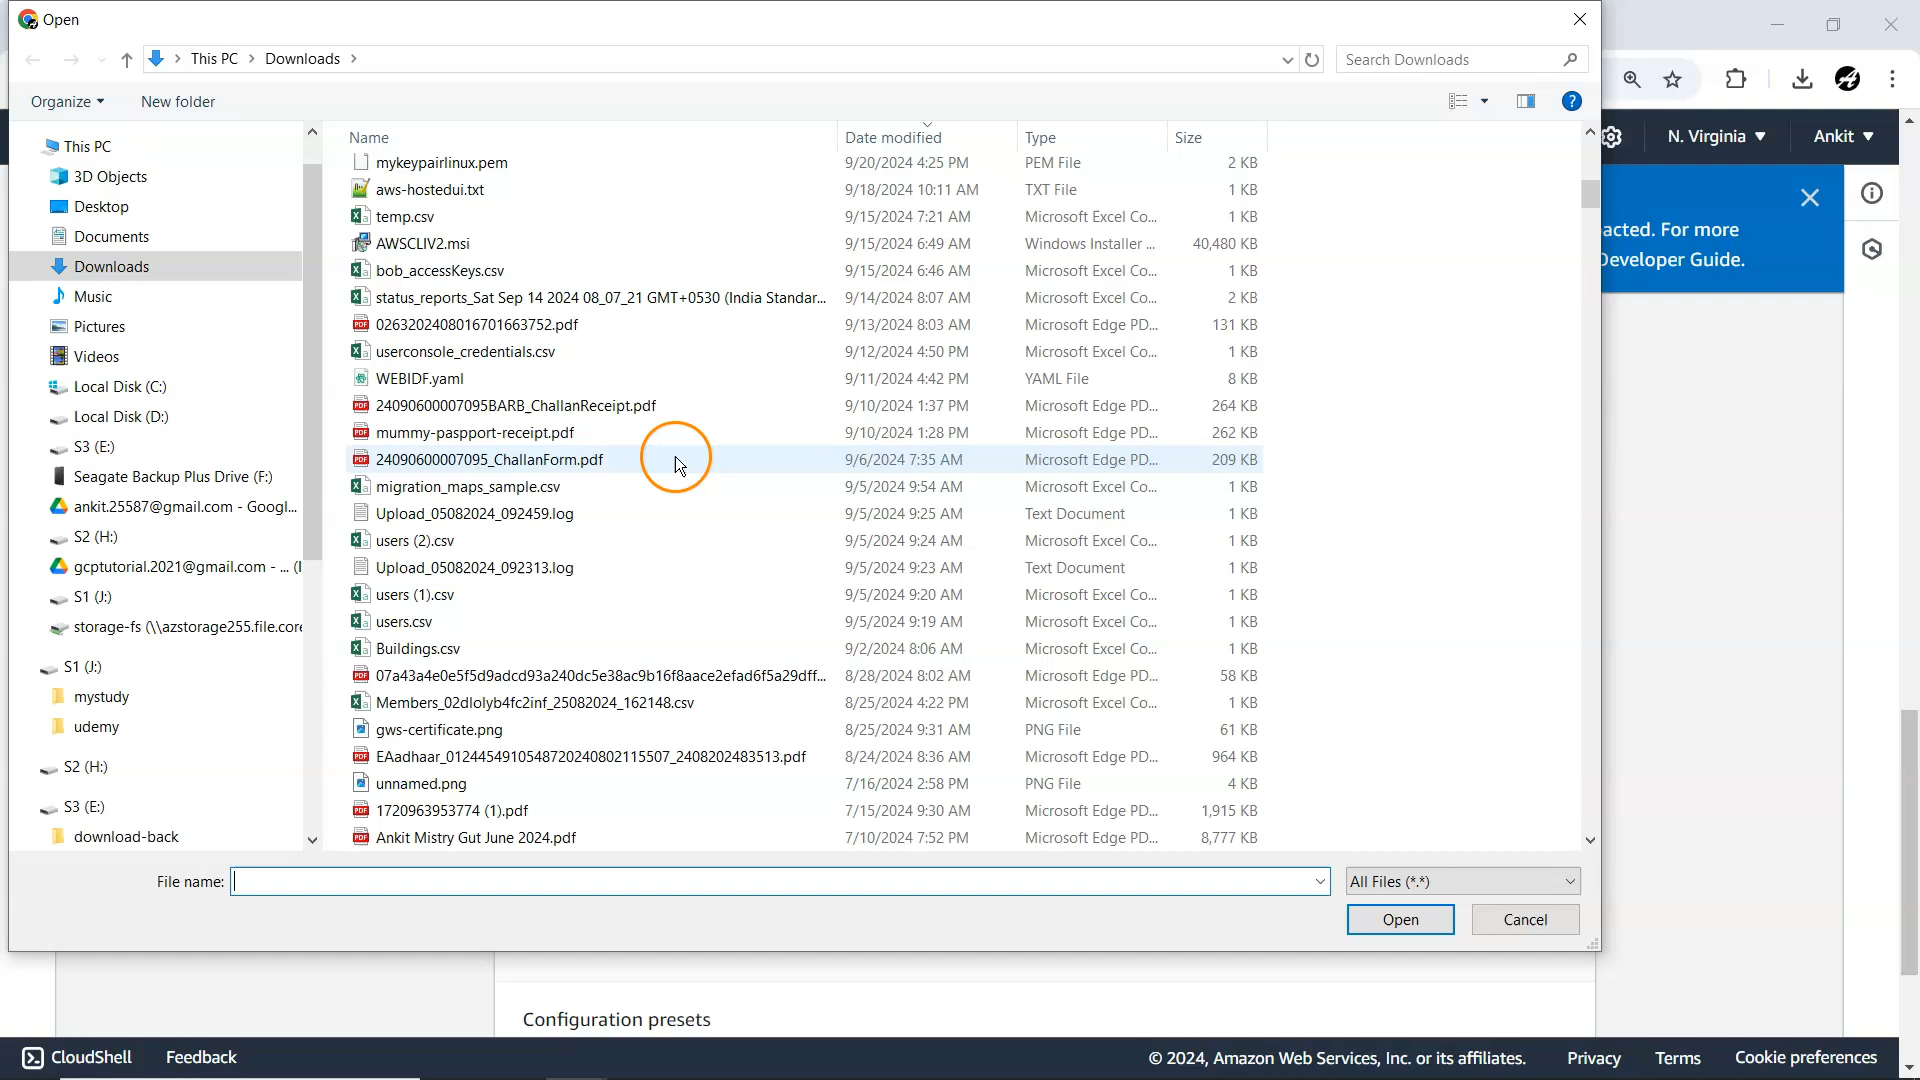 Open
This PC
Downloads
Search Downloads
Organize
New folder
Name
Date modified
Type
Size
This PC
3D Objects
Desktop
Documents
Downloads
Music
Pictures
Videos
Local Disk (C:)
Local Disk (D:)
S3 (E:)
Seagate Backup Plus Drive (F:)
ankit.25587@gmail.com - Googl...
S2 (H:)
gcptutorial.2021@gmail.com - ... (I
S1 (J:)
storage-fs (\\azstorage255.file.core
S1 (J:)
mystudy
udemy
S2 (H:)
S3 (E:)
download-back
mykeypairlinux.pem 9/20/2024 4:25 PM PEM File 2 KB
aws-hostedui.txt 9/18/2024 10:11 AM TXT File 1 KB
temp.csv 9/15/2024 7:21 AM Microsoft Excel Co... 1 KB
AWSCLIV2.msi 9/15/2024 6:49 AM Windows Installer ... 40,480 KB
bob_accessKeys.csv 9/15/2024 6:46 AM Microsoft Excel Co... 1 KB
status_reports_Sat Sep 14 2024 08_07_21 GMT+0530 (India Standar... 9/14/2024 8:07 AM Microsoft Excel Co... 2 KB
0263202408016701663752.pdf 9/13/2024 8:03 AM Microsoft Edge PD... 131 KB
userconsole_credentials.csv 9/12/2024 4:50 PM Microsoft Excel Co... 1 KB
WEBIDF.yaml 9/11/2024 4:42 PM YAML File 8 KB
24090600007095BARB_ChallanReceipt.pdf 9/10/2024 1:37 PM Microsoft Edge PD... 264 KB
mummy-paspport-receipt.pdf 9/10/2024 1:28 PM Microsoft Edge PD... 262 KB
24090600007095_ChallanForm.pdf 9/6/2024 7:35 AM Microsoft Edge PD... 209 KB
migration_maps_sample.csv 9/5/2024 9:54 AM Microsoft Excel Co... 1 KB
Upload_05082024_092459.log 9/5/2024 9:25 AM Text Document 1 KB
users (2).csv 9/5/2024 9:24 AM Microsoft Excel Co... 1 KB
Upload_05082024_092313.log 9/5/2024 9:23 AM Text Document 1 KB
users (1).csv 9/5/2024 9:20 AM Microsoft Excel Co... 1 KB
users.csv 9/5/2024 9:19 AM Microsoft Excel Co... 1 KB
Buildings.csv 9/2/2024 8:06 AM Microsoft Excel Co... 1 KB
07a43a4e0e5f5d9adcd93a240dc5e38ac9b16f8aace2efad6f5a29dff... 8/28/2024 8:02 AM Microsoft Edge PD... 58 KB
Members_02dlolyb4fc2inf_25082024_162148.csv 8/25/2024 4:22 PM Microsoft Excel Co... 1 KB
gws-certificate.png 8/25/2024 9:31 AM PNG File 61 KB
EAadhaar_0124454910548720240802115507_2408202483513.pdf 8/24/2024 8:36 AM Microsoft Edge PD... 964 KB
unnamed.png 7/16/2024 2:58 PM PNG File 4 KB
1720963953774 (1).pdf 7/15/2024 9:30 AM Microsoft Edge PD... 1,915 KB
Ankit Mistry Gut June 2024.pdf 7/10/2024 7:52 PM Microsoft Edge PD... 8,777 KB
File name:
All Files (*.*)
Open
Cancel
N. Virginia
Ankit
acted. For more
Developer Guide.
Configuration presets
CloudShell
Feedback
© 2024, Amazon Web Services, Inc. or its affiliates.
Privacy
Terms
Cookie preferences